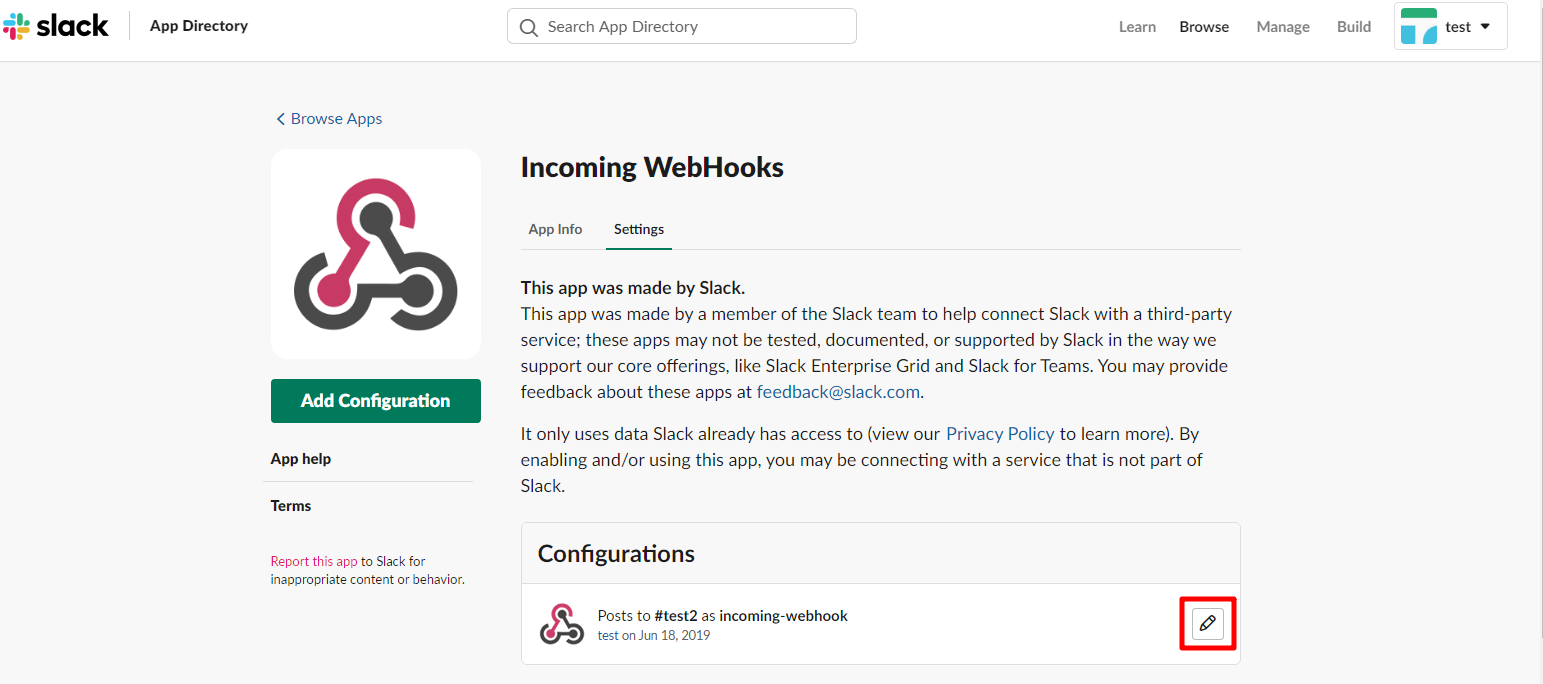 slack
App Directory
Search App Directory
Learn
Browse
Manage
Build
test
Browse Apps
Incoming WebHooks
App Info
Settings
This app was made by Slack.
This app was made by a member of the Slack team to help connect Slack with a third-party
service; these apps may not be tested, documented, or supported by Slack in the way we
support our core offerings, like Slack Enterprise Grid and Slack for Teams. You may provide
feedback about these apps at feedback@slack.com.
It only uses data Slack already has access to (view our Privacy Policy to learn more). By
enabling and/or using this app, you may be connecting with a service that is not part of
Slack.
Add Configuration
App help
Terms
Report this app to Slack for
inappropriate content or behavior.
Configurations
Posts to #test2 as incoming-webhook
test on Jun 18, 2019